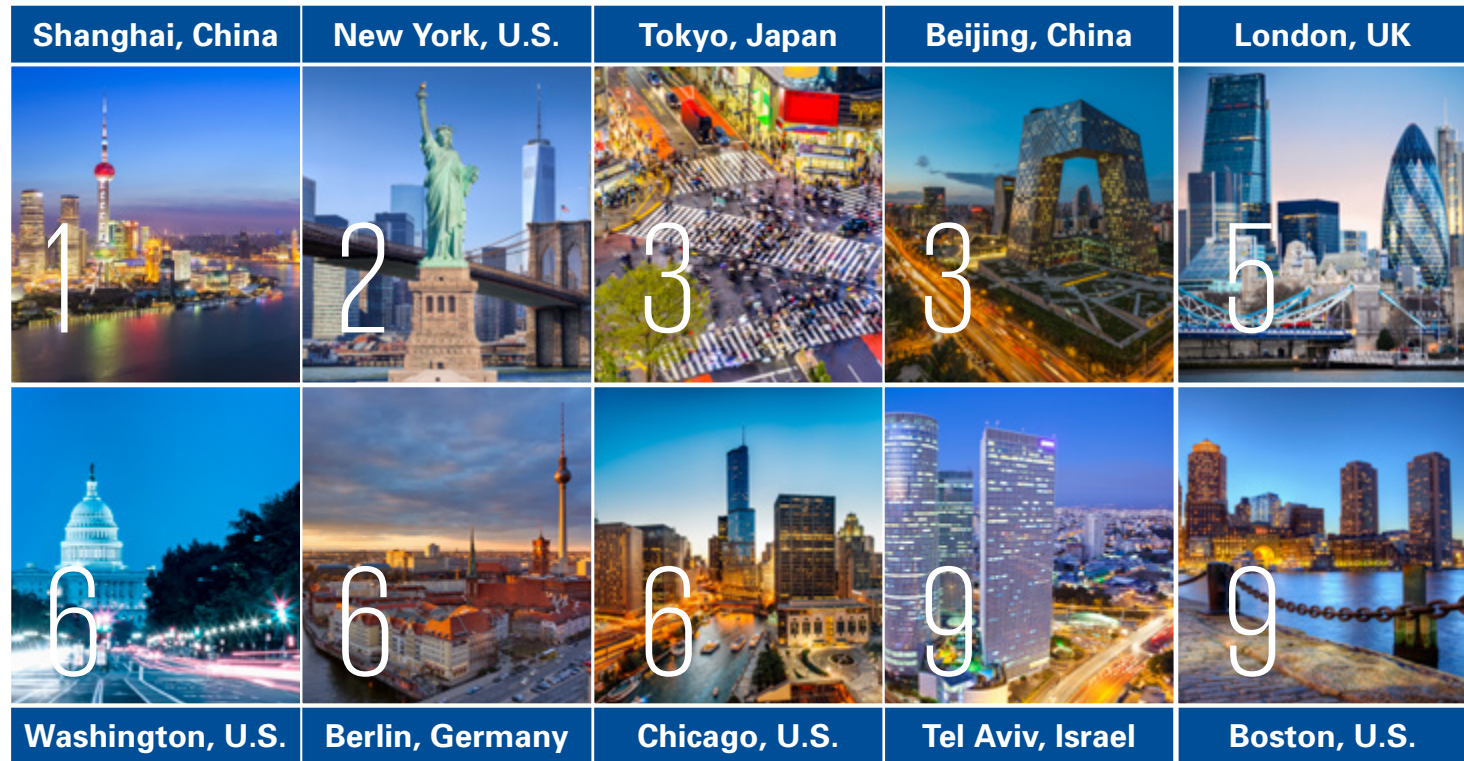 Shanghai, China
New York, U.S.
Tokyo, Japan
Beijing, China
London, UK
1
2
3
3
5
6
6
6
9
9
Washington, U.S.
Berlin, Germany
Chicago, U.S.
Tel Aviv, Israel
Boston, U.S.